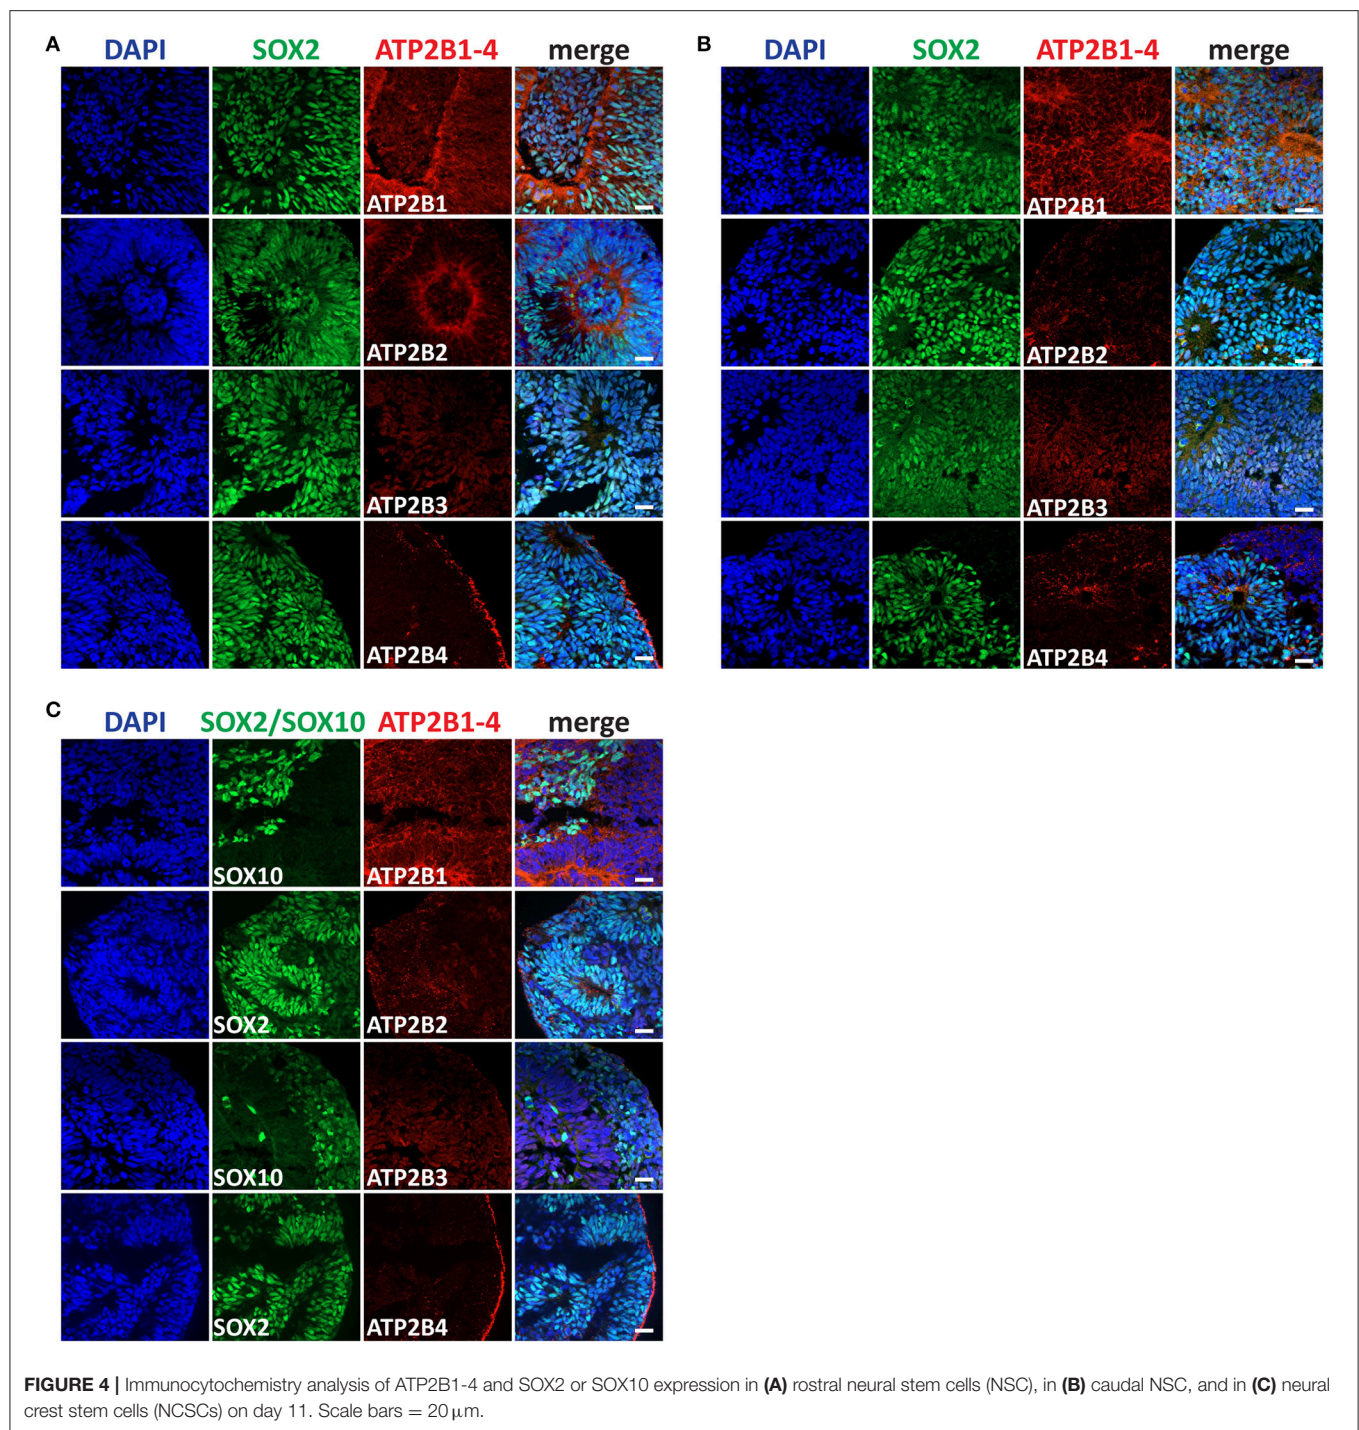 A
DAPI SOX2 ATP2B1-4 merge
ATP2B1
ATP2B2
ATP2B3
ATP2B4
B
DAPI SOX2 ATP2B1-4 merge
ATP2B1
ATP2B2
ATP2B3
ATP2B4
C
DAPI SOX2/SOX10 ATP2B1-4 merge
SOX10 ATP2B1
SOX2 ATP2B2
SOX10 ATP2B3
SOX2 ATP2B4
FIGURE 4 | Immunocytochemistry analysis of ATP2B1-4 and SOX2 or SOX10 expression in (A) rostral neural stem cells (NSC), in (B) caudal NSC, and in (C) neural
crest stem cells (NCSCs) on day 11. Scale bars = 20 μm.